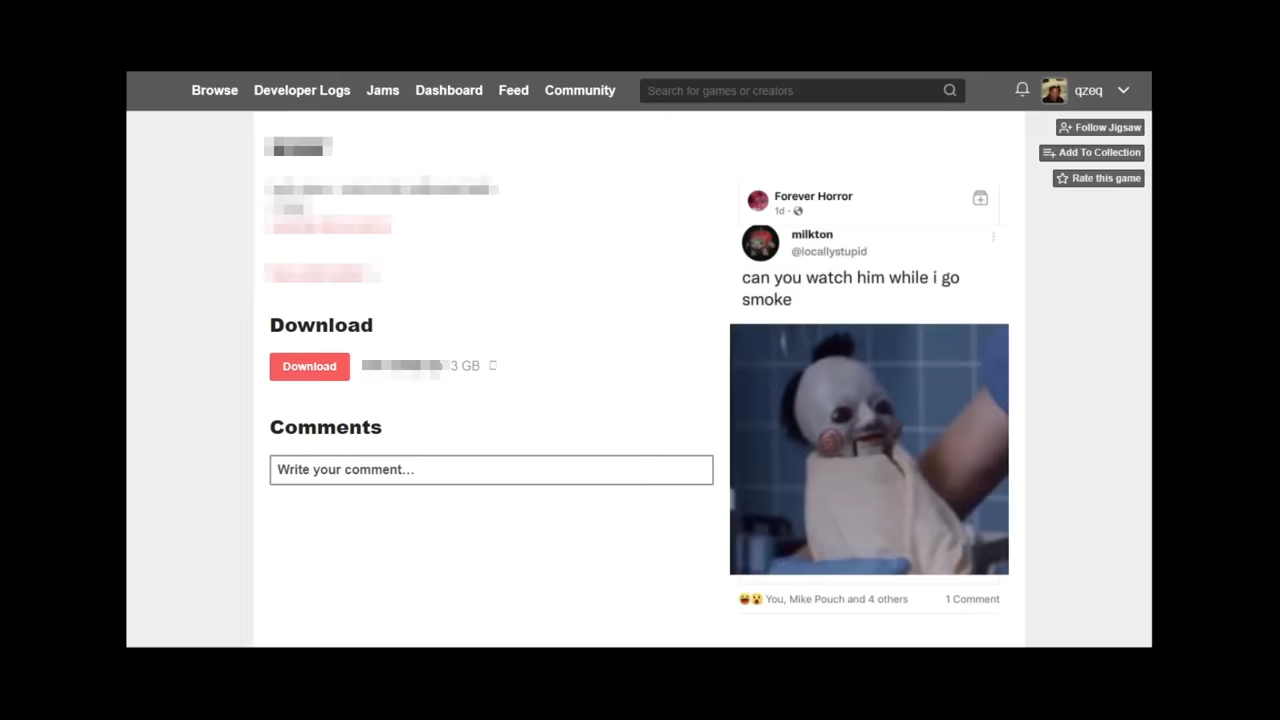 Browse Developer Logs Jams Dashboard Feed Community Search for games or creators qzeq
Follow Jigsaw
Add To Collection
Rate this game
Download
Download 3 GB
Comments
Write your comment...
Forever Horror
1d ·
milkton
@locallystupid
can you watch him while i go
smoke
You, Mike Pouch and 4 others 1 Comment